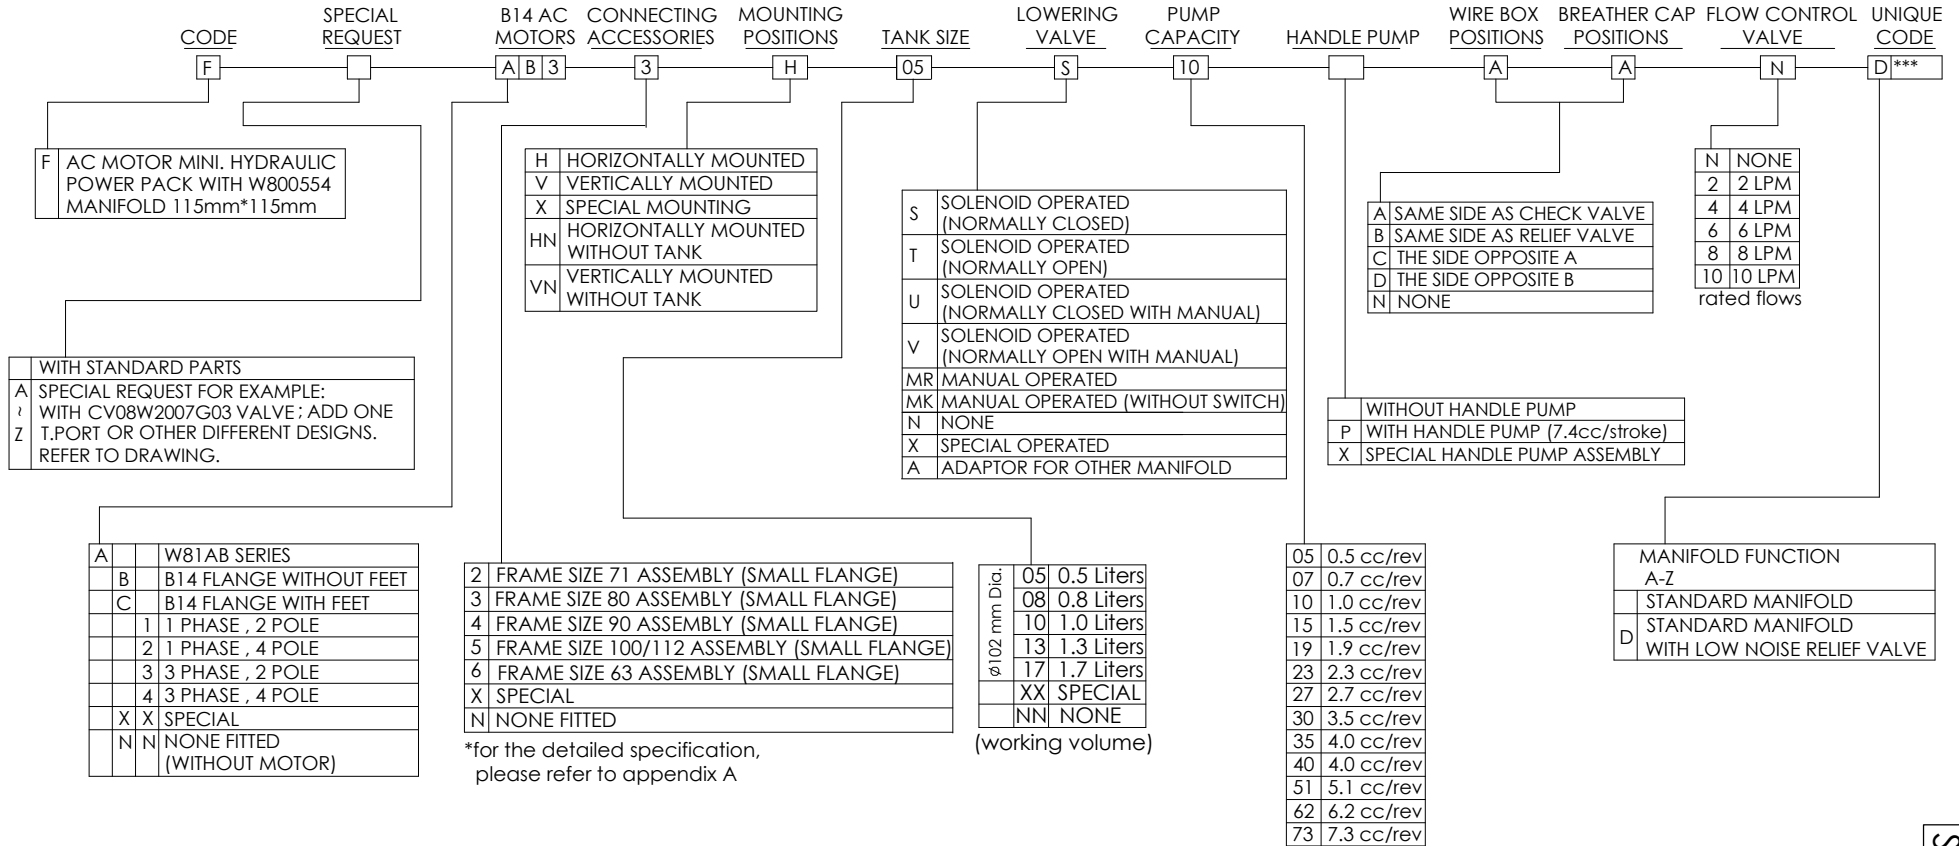 CODE
SPECIAL
REQUEST
B14 AC
MOTORS
CONNECTING
ACCESSORIES
MOUNTING
POSITIONS
TANK SIZE
LOWERING
VALVE
PUMP
CAPACITY
HANDLE PUMP
WIRE BOX
POSITIONS
BREATHER CAP
POSITIONS
FLOW CONTROL
VALVE
UNIQUE
CODE
F A B 3 3 H 05 S 10 A A N D ***
F AC MOTOR MINI. HYDRAULIC
POWER PACK WITH W800554
MANIFOLD 115mm*115mm
WITH STANDARD PARTS
A SPECIAL REQUEST FOR EXAMPLE:
~ WITH CV08W2007G03 VALVE ; ADD ONE
Z T.PORT OR OTHER DIFFERENT DESIGNS.
REFER TO DRAWING.
A W81AB SERIES
B B14 FLANGE WITHOUT FEET
C B14 FLANGE WITH FEET
1 1 PHASE , 2 POLE
2 1 PHASE , 4 POLE
3 3 PHASE , 2 POLE
4 3 PHASE , 4 POLE
X X SPECIAL
N N NONE FITTED
(WITHOUT MOTOR)
2 FRAME SIZE 71 ASSEMBLY (SMALL FLANGE)
3 FRAME SIZE 80 ASSEMBLY (SMALL FLANGE)
4 FRAME SIZE 90 ASSEMBLY (SMALL FLANGE)
5 FRAME SIZE 100/112 ASSEMBLY (SMALL FLANGE)
6 FRAME SIZE 63 ASSEMBLY (SMALL FLANGE)
X SPECIAL
N NONE FITTED
*for the detailed specification,
please refer to appendix A
H HORIZONTALLY MOUNTED
V VERTICALLY MOUNTED
X SPECIAL MOUNTING
HN HORIZONTALLY MOUNTED
WITHOUT TANK
VN VERTICALLY MOUNTED
WITHOUT TANK
ø102 mm Dia.
05 0.5 Liters
08 0.8 Liters
10 1.0 Liters
13 1.3 Liters
17 1.7 Liters
XX SPECIAL
NN NONE
(working volume)
S SOLENOID OPERATED
(NORMALLY CLOSED)
T SOLENOID OPERATED
(NORMALLY OPEN)
U SOLENOID OPERATED
(NORMALLY CLOSED WITH MANUAL)
V SOLENOID OPERATED
(NORMALLY OPEN WITH MANUAL)
MR MANUAL OPERATED
MK MANUAL OPERATED (WITHOUT SWITCH)
N NONE
X SPECIAL OPERATED
A ADAPTOR FOR OTHER MANIFOLD
05 0.5 cc/rev
07 0.7 cc/rev
10 1.0 cc/rev
15 1.5 cc/rev
19 1.9 cc/rev
23 2.3 cc/rev
27 2.7 cc/rev
30 3.5 cc/rev
35 4.0 cc/rev
40 4.0 cc/rev
51 5.1 cc/rev
62 6.2 cc/rev
73 7.3 cc/rev
WITHOUT HANDLE PUMP
P WITH HANDLE PUMP (7.4cc/stroke)
X SPECIAL HANDLE PUMP ASSEMBLY
A SAME SIDE AS CHECK VALVE
B SAME SIDE AS RELIEF VALVE
C THE SIDE OPPOSITE A
D THE SIDE OPPOSITE B
N NONE
N NONE
2 2 LPM
4 4 LPM
6 6 LPM
8 8 LPM
10 10 LPM
rated flows
MANIFOLD FUNCTION
A-Z
STANDARD MANIFOLD
D STANDARD MANIFOLD
WITH LOW NOISE RELIEF VALVE